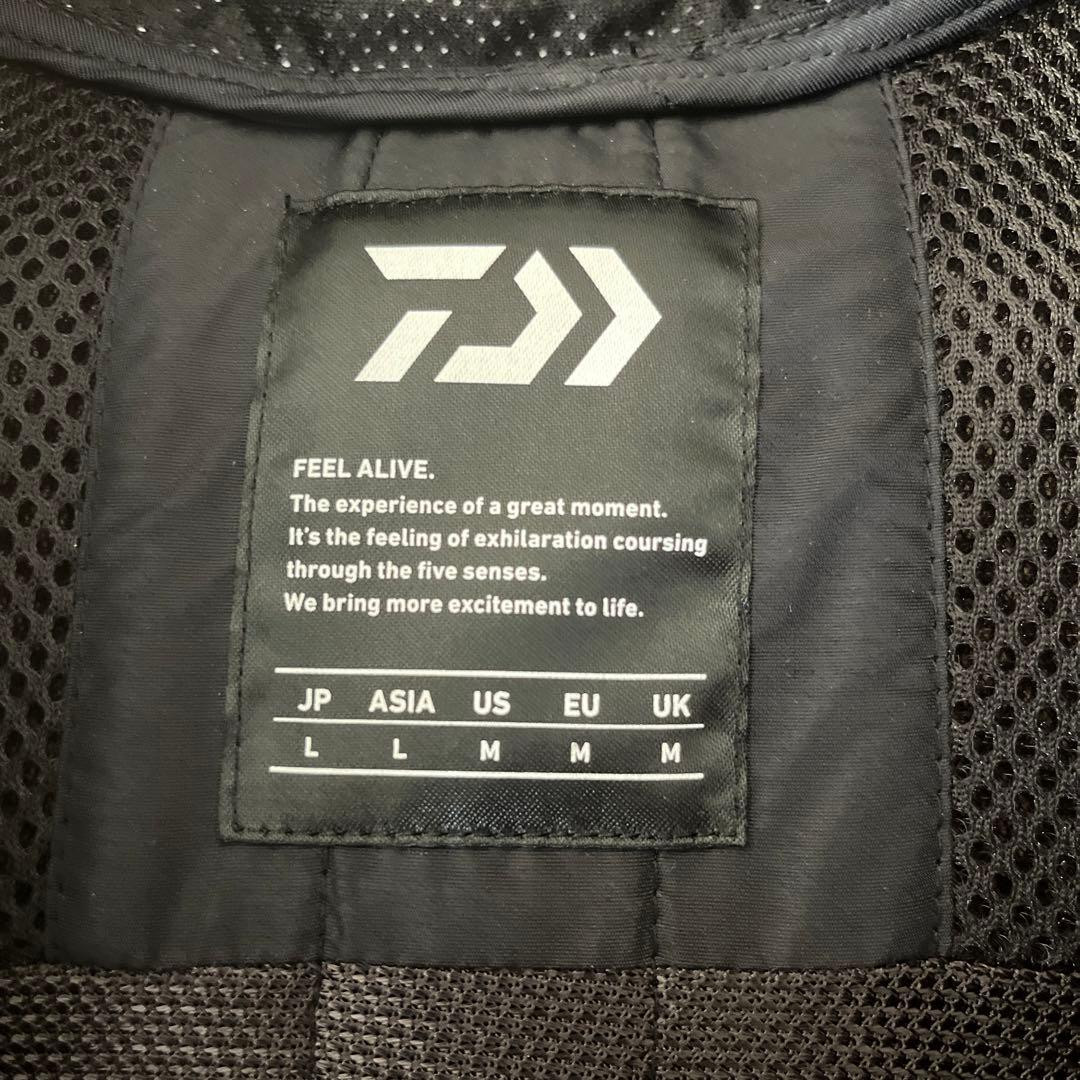 FEEL ALIVE.
The experience of a great moment.
It's the feeling of exhilaration coursing
through the five senses.
We bring more excitement to life.
JP ASIA US EU UK
L L M M M